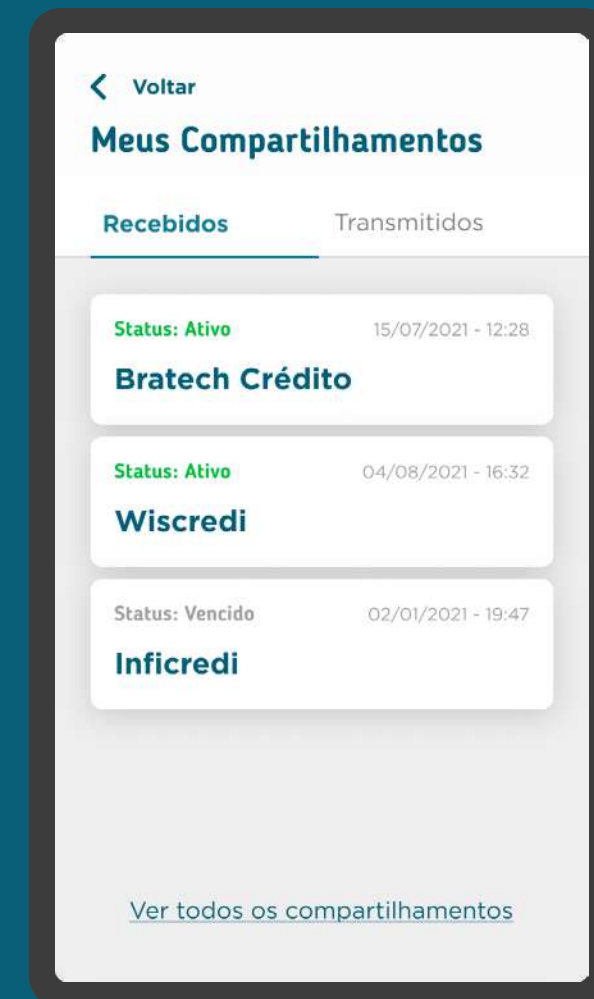 Voltar
Meus Compartilhamentos
Recebidos Transmitidos
Status: Ativo 15/07/2021 - 12:28
Bratech Crédito
Status: Ativo 04/08/2021 - 16:32
Wiscredi
Status: Vencido 02/01/2021 - 19:47
Inficredi
Ver todos os compartilhamentos